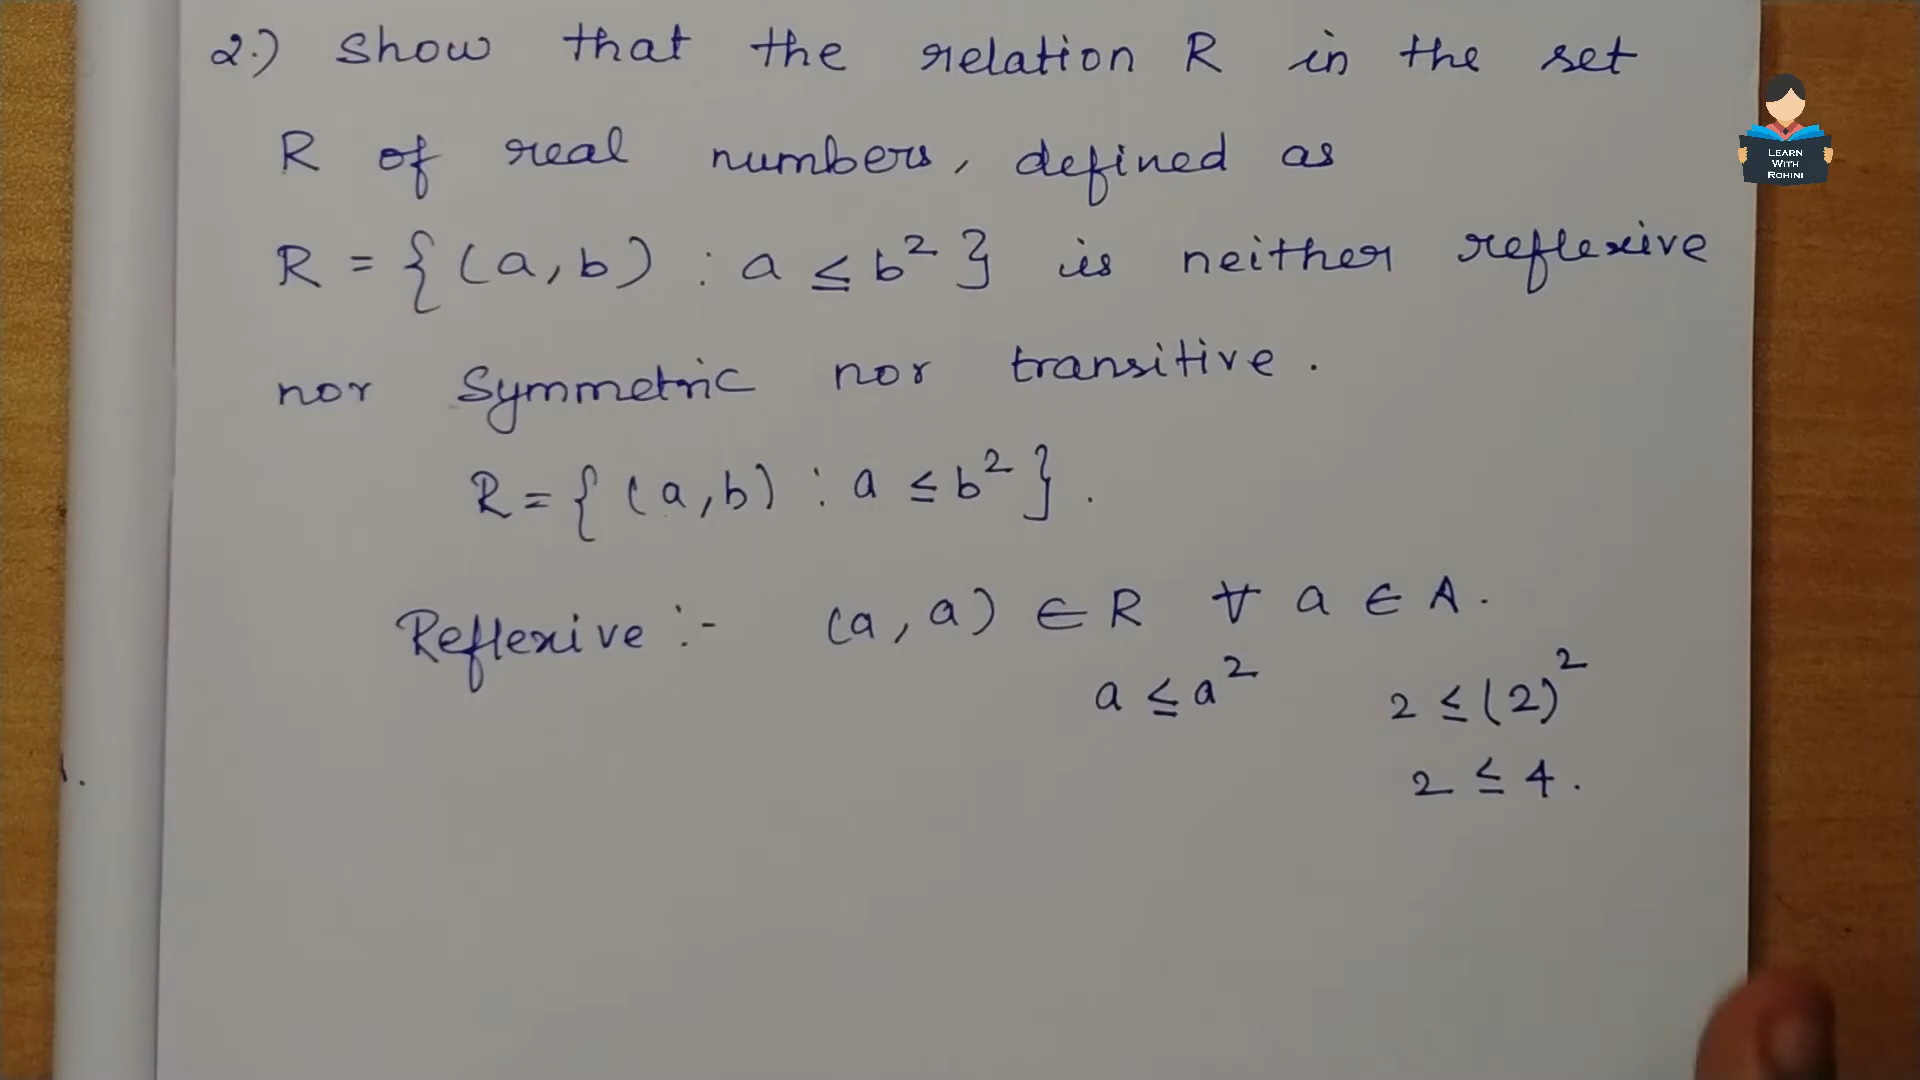 2.) Show that the relation R in the set
LEARN
WITH
ROHINI
R of real numbers, defined as
R = {(a,b) : a ≤ b²} is neither reflexive
nor Symmetric nor transitive.
R = {(a,b) : a ≤ b²}.
Reflexive :- (a,a) ∈ R ∀ a ∈ A.
a ≤ a² 2 ≤ (2)²
2 ≤ 4.